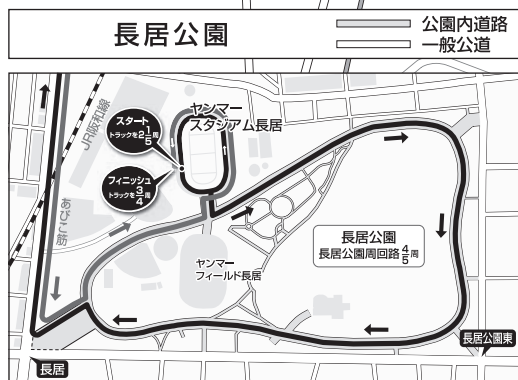 長居公園
公園内道路
一般公道
ヤンマー
スタジアム長居
スタート
トラックを2 1/5周
フィニッシュ
トラックを3/4周
JR阪和線
あびこ筋
長居公園
長居公園周回路4/5周
ヤンマー
フィールド長居
長居公園東
長居